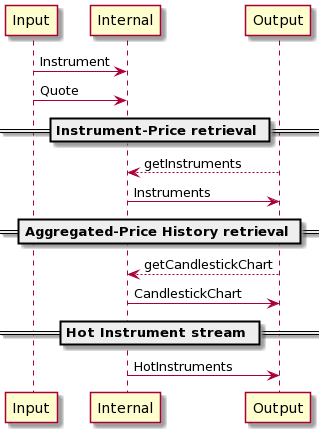 Input Internal Output
Instrument
Quote
Instrument-Price retrieval
getInstruments
Instruments
Aggregated-Price History retrieval
getCandlestickChart
CandlestickChart
Hot Instrument stream
HotInstruments
Input Internal Output